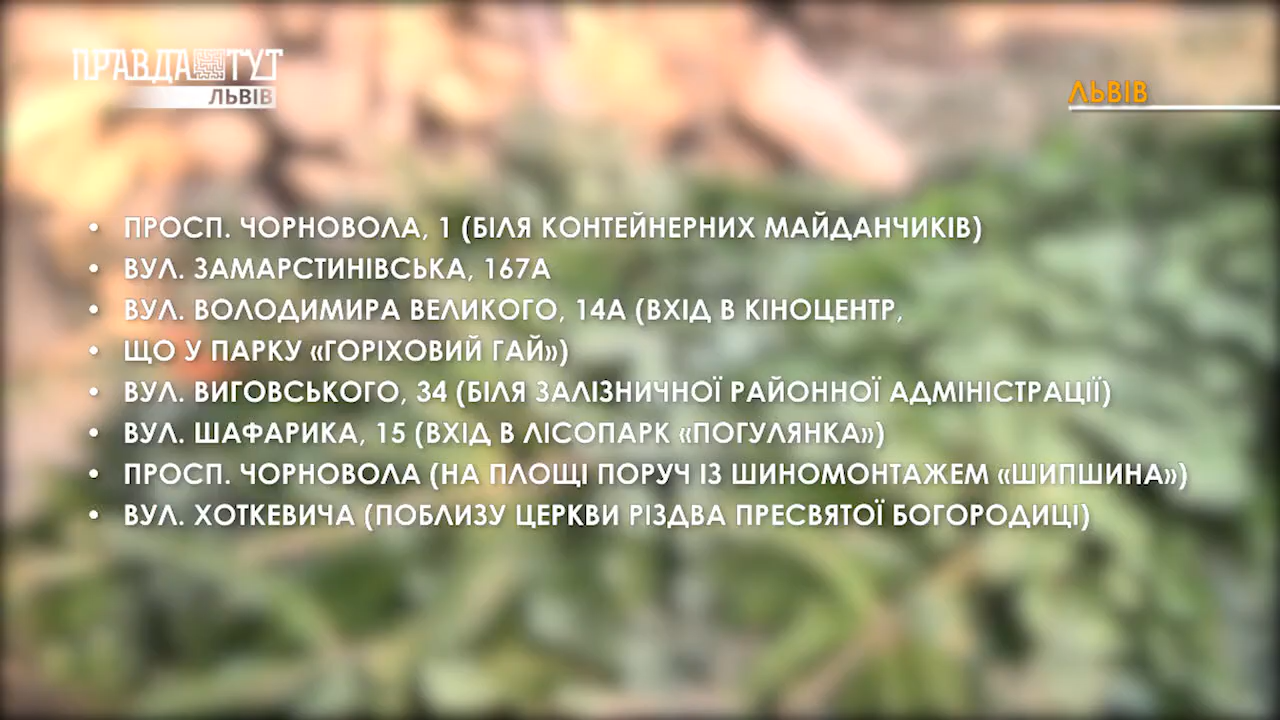 ПРАВДА ТУТ
ЛЬВІВ
ЛЬВІВ
• ПРОСП. ЧОРНОВОЛА, 1 (БІЛЯ КОНТЕЙНЕРНИХ МАЙДАНЧИКІВ)
• ВУЛ. ЗАМАРСТИНІВСЬКА, 167А
• ВУЛ. ВОЛОДИМИРА ВЕЛИКОГО, 14А (ВХІД В КІНОЦЕНТР,
• ЩО У ПАРКУ «ГОРІХОВИЙ ГАЙ»)
• ВУЛ. ВИГОВСЬКОГО, 34 (БІЛЯ ЗАЛІЗНИЧНОЇ РАЙОННОЇ АДМІНІСТРАЦІЇ)
• ВУЛ. ШАФАРИКА, 15 (ВХІД В ЛІСОПАРК «ПОГУЛЯНКА»)
• ПРОСП. ЧОРНОВОЛА (НА ПЛОЩІ ПОРУЧ ІЗ ШИНОМОНТАЖЕМ «ШИПШИНА»)
• ВУЛ. ХОТКЕВИЧА (ПОБЛИЗУ ЦЕРКВИ РІЗДВА ПРЕСВЯТОЇ БОГОРОДИЦІ)